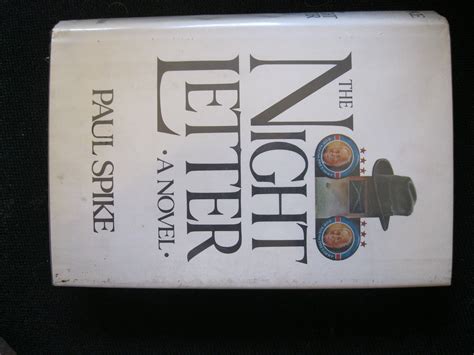 THE
NIGHT
LETTER
· A NOVEL ·
PAUL SPIKE